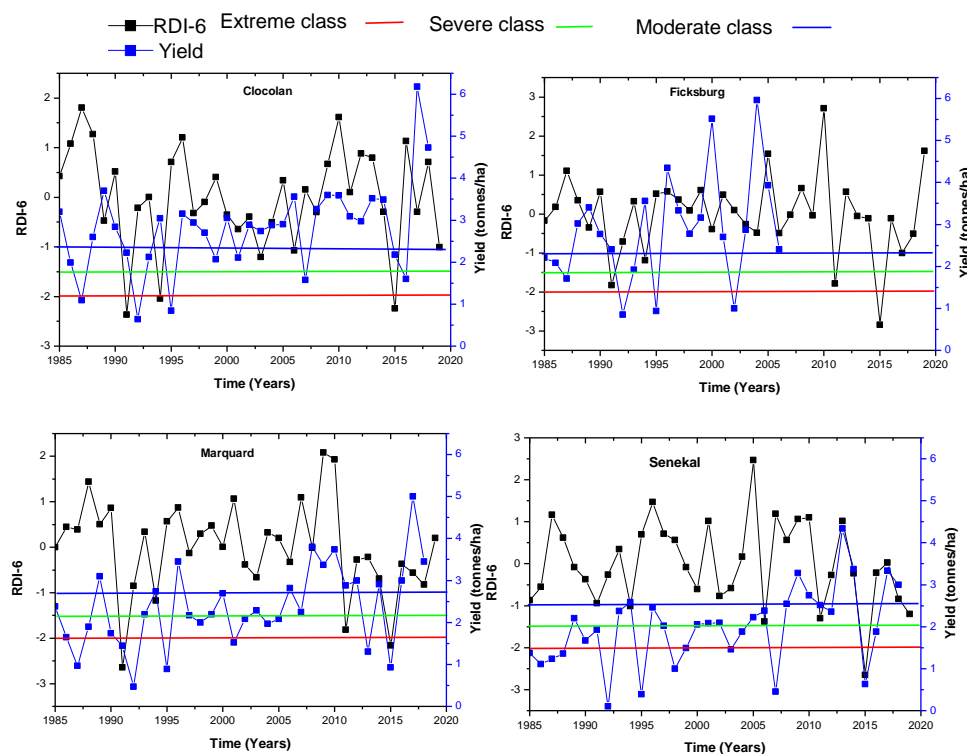 RDI-6 Extreme class Severe class Moderate class
Yield
Clocolan
RDI-6
2
1
0
-1
-2
-3
Yield (tonnes/ha)
6
5
4
3
2
1
0
1985 1990 1995 2000 2005 2010 2015 2020
Time (Years)
Ficksburg
RDI-6
3
2
1
0
-1
-2
-3
Yield (tonnes/ha)
6
5
4
3
2
1
0
1985 1990 1995 2000 2005 2010 2015 2020
Time (Years)
Marquard
RDI-6
2
1
0
-1
-2
-3
Yield (tonnes/ha)
6
5
4
3
2
1
0
1985 1990 1995 2000 2005 2010 2015 2020
Time (Years)
Senekal
RDI-6
3
2
1
0
-1
-2
-3
Yield (tonnes/ha)
6
5
4
3
2
1
0
1985 1990 1995 2000 2005 2010 2015 2020
Time (Years)